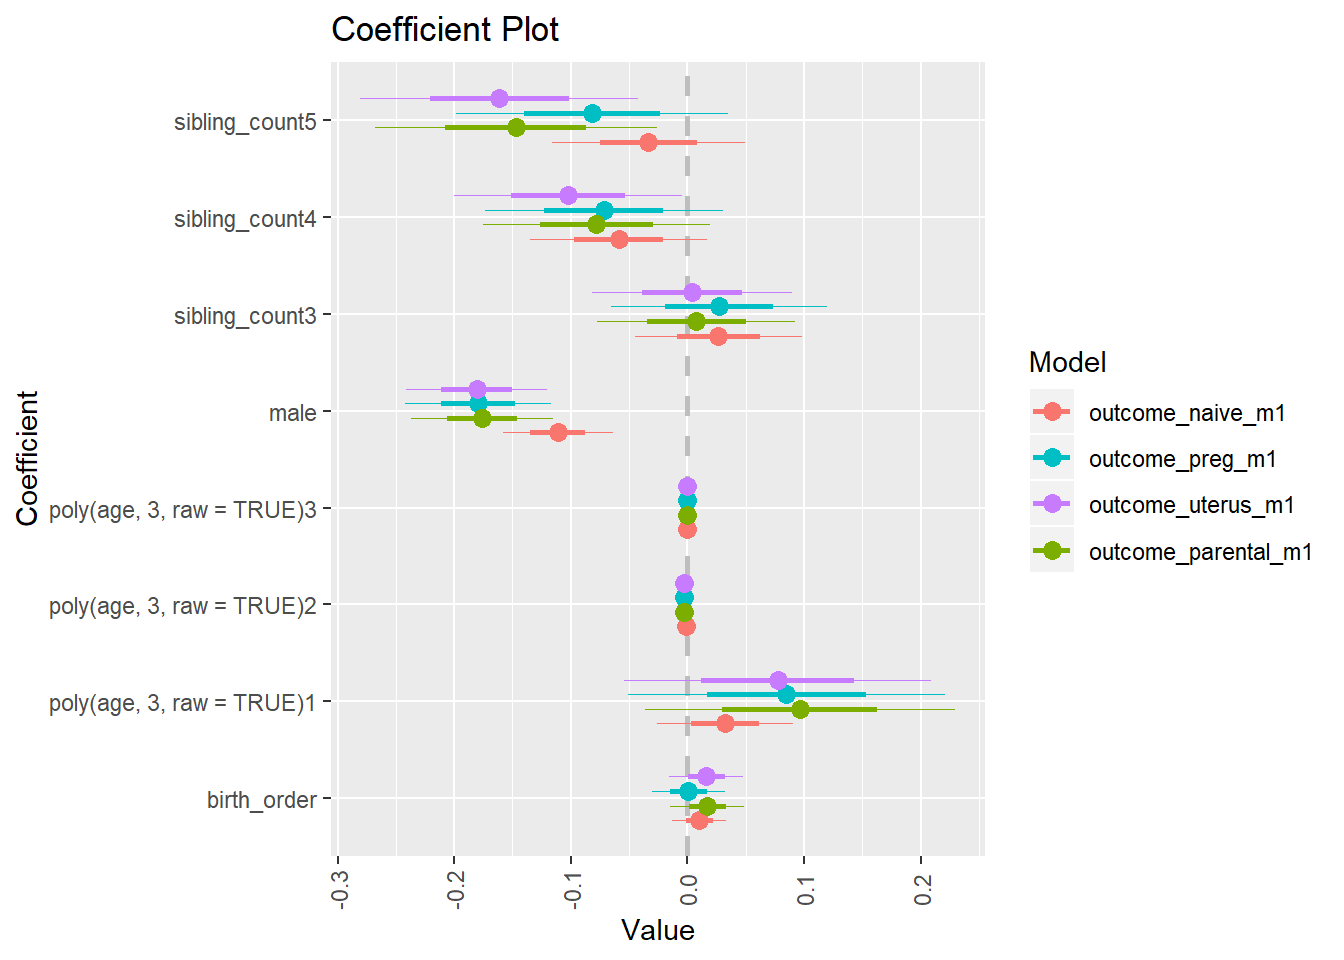 Coefficient Plot
Coefficient
sibling_count5
sibling_count4
sibling_count3
male
poly(age, 3, raw = TRUE)3
poly(age, 3, raw = TRUE)2
poly(age, 3, raw = TRUE)1
birth_order
-0.3
-0.2
-0.1
0.0
0.1
0.2
Value
Model
outcome_naive_m1
outcome_preg_m1
outcome_uterus_m1
outcome_parental_m1